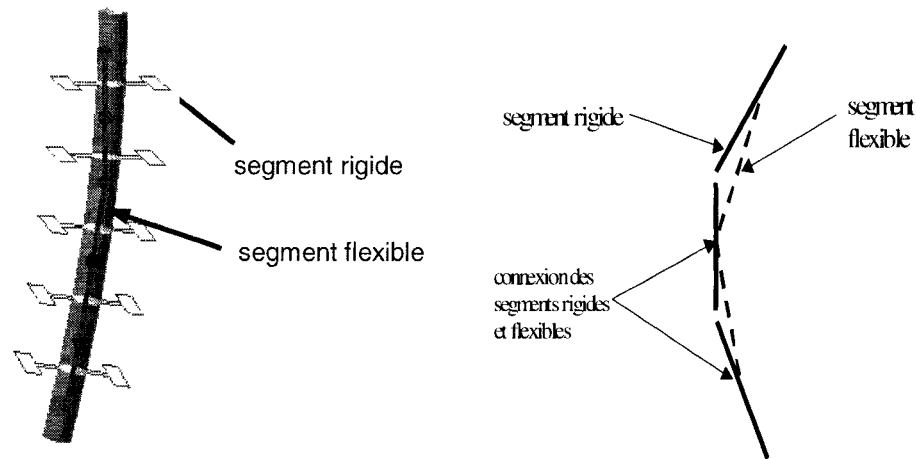 segment rigide
segment flexible
segment rigide
segment
flexible
connexion des
segments rigides
et flexibles